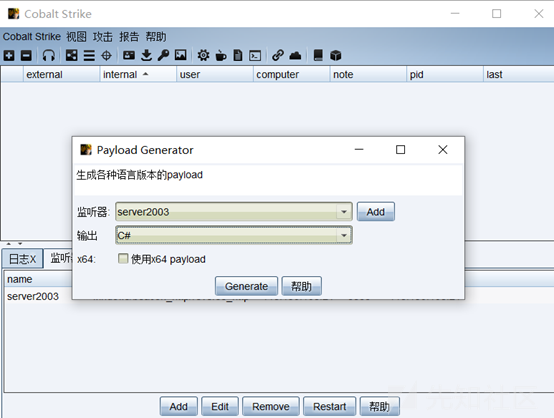 Cobalt Strike
Cobalt Strike 视图 攻击 报告 帮助
external internal user computer note pid last
Payload Generator
生成各种语言版本的payload
监听器: server2003 Add
输出 C#
x64: 使用x64 payload
Generate 帮助
日志X 监听
name
server2003
Add Edit Remove Restart 帮助